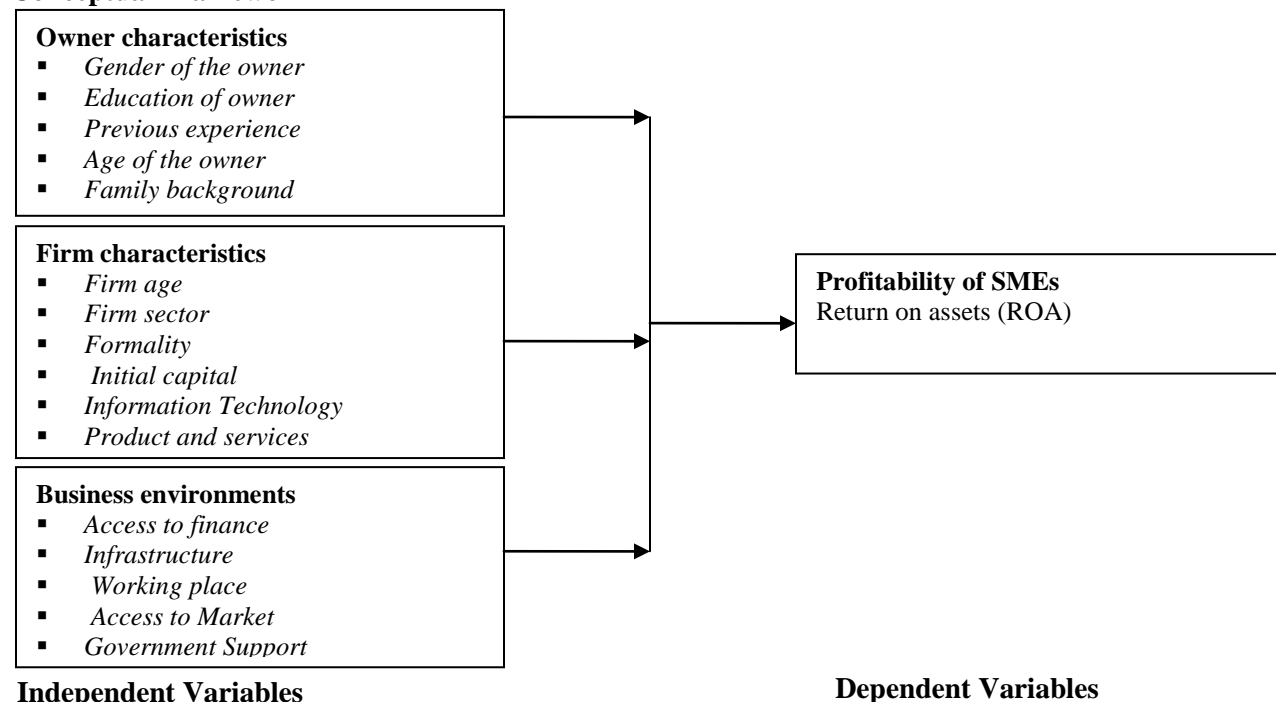 Owner characteristics
▪ Gender of the owner
▪ Education of owner
▪ Previous experience
▪ Age of the owner
▪ Family background
Firm characteristics
▪ Firm age
▪ Firm sector
▪ Formality
▪ Initial capital
▪ Information Technology
▪ Product and services
Business environments
▪ Access to finance
▪ Infrastructure
▪ Working place
▪ Access to Market
▪ Government Support
Profitability of SMEs
Return on assets (ROA)
Independent Variables
Dependent Variables